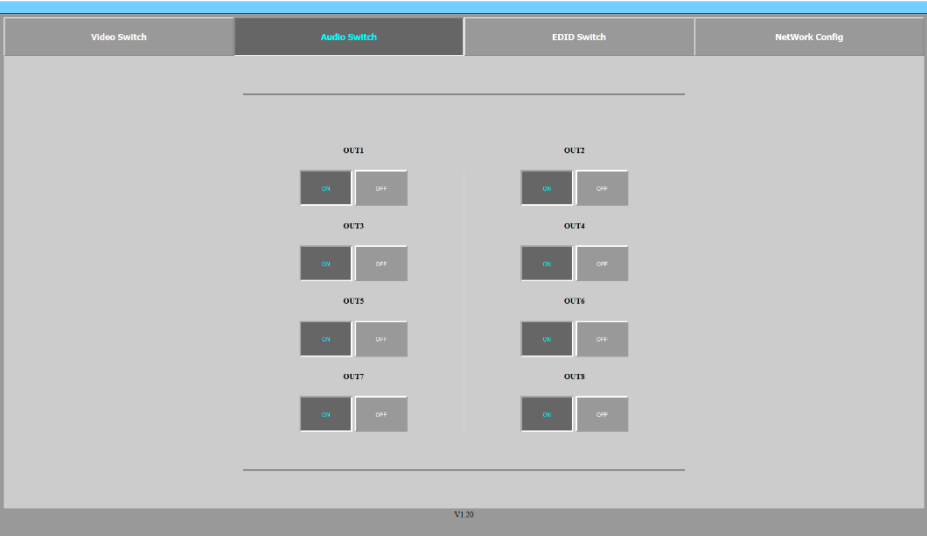 Video Switch Audio Switch EDID Switch NetWork Config
OUT1 OUT2
ON OFF ON OFF
OUT3 OUT4
ON OFF ON OFF
OUT5 OUT6
ON OFF ON OFF
OUT7 OUT8
ON OFF ON OFF
V1.20